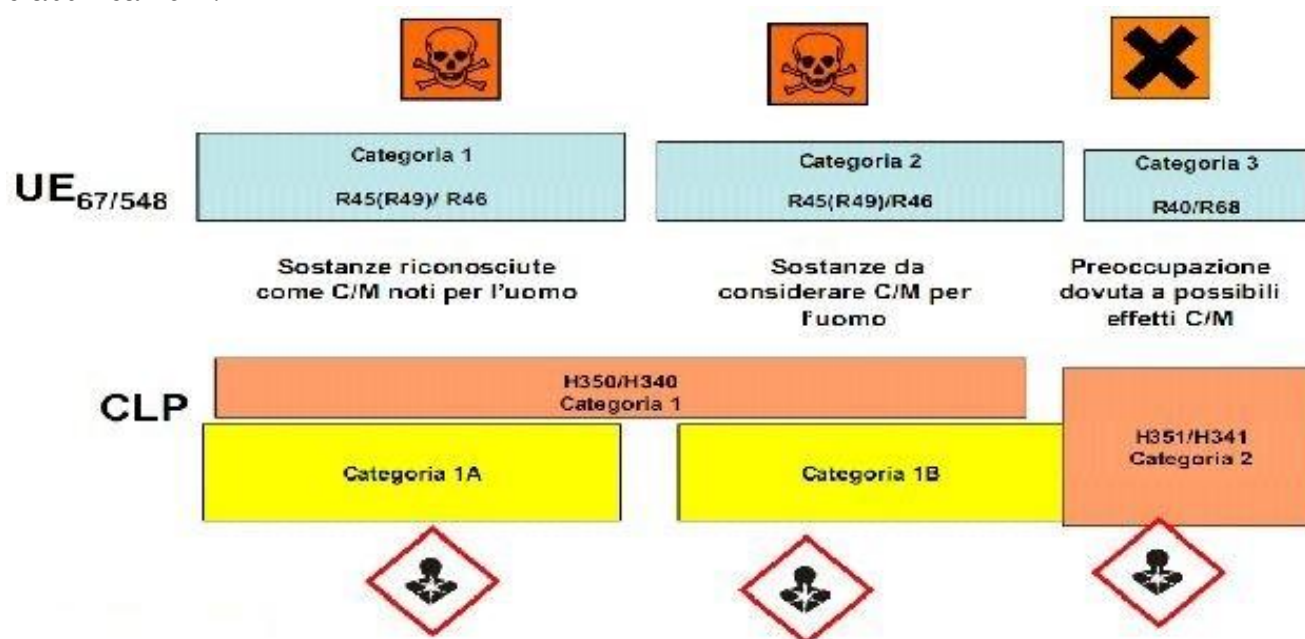 Categoria 1
R45(R49)/ R46
Categoria 2
R45(R49)/R46
Categoria 3
R40/R68
UE67/548
Sostanze riconosciute
come C/M noti per l'uomo
Sostanze da
considerare C/M per
l'uomo
Preoccupazione
dovuta a possibili
effetti C/M
CLP
H350/H340
Categoria 1
Categoria 1A
Categoria 1B
H351/H341
Categoria 2